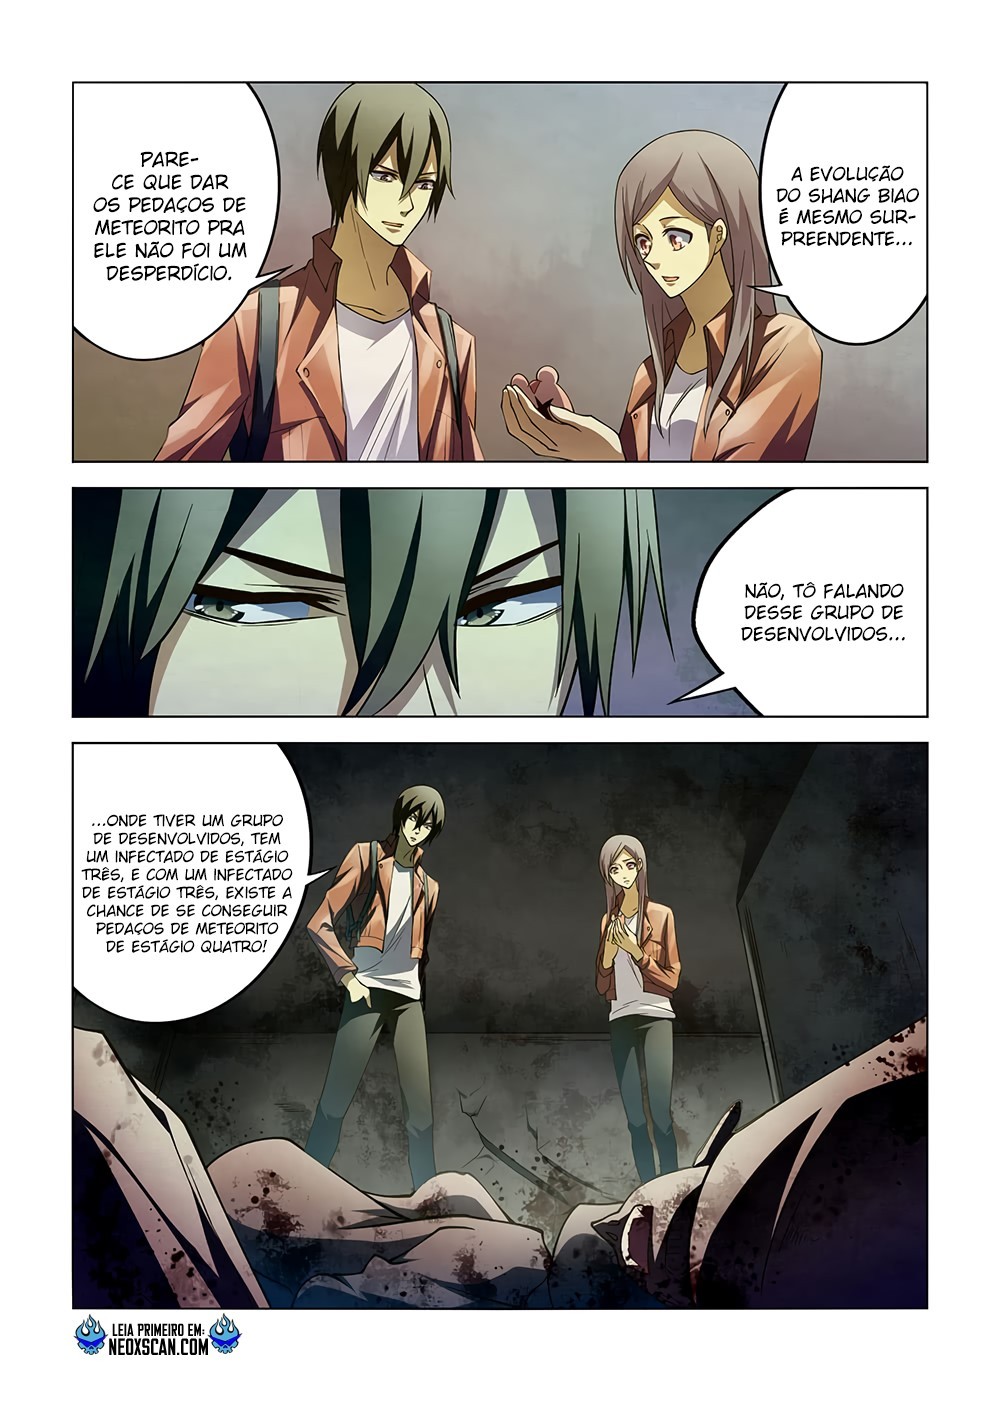 PARE-
CE QUE DAR
OS PEDAÇOS DE
METEORITO PRA
ELE NÃO FOI UM
DESPERDÍCIO.
A EVOLUÇÃO
DO SHANG BIAO
É MESMO SUR-
PREENDENTE...
NÃO, TÔ FALANDO
DESSE GRUPO DE
DESENVOLVIDOS...
...ONDE TIVER UM GRUPO
DE DESENVOLVIDOS, TEM
UM INFECTADO DE ESTÁGIO
TRÊS, E COM UM INFECTADO
DE ESTÁGIO TRÊS, EXISTE A
CHANCE DE SE CONSEGUIR
PEDAÇOS DE METEORITO
DE ESTÁGIO QUATRO!
LEIA PRIMEIRO EM:
NEOXSCAN.COM